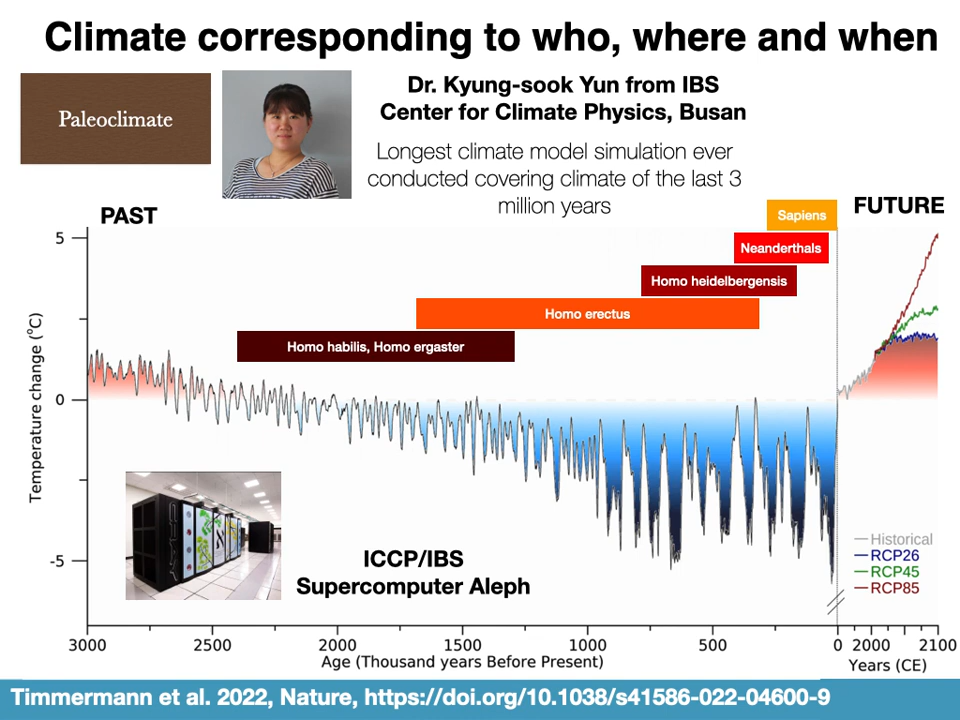 Climate corresponding to who, where and when
Paleoclimate
Dr. Kyung-sook Yun from IBS
Center for Climate Physics, Busan
Longest climate model simulation ever
conducted covering climate of the last 3
million years
PAST
FUTURE
Sapiens
Neanderthals
Homo heidelbergensis
Homo erectus
Homo habilis, Homo ergaster
Temperature change (°C)
5
0
-5
ICCP/IBS
Supercomputer Aleph
Historical
RCP26
RCP45
RCP85
3000 2500 2000 1500 1000 500 0 2000 2100
Age (Thousand years Before Present)
Years (CE)
Timmermann et al. 2022, Nature, https://doi.org/10.1038/s41586-022-04600-9